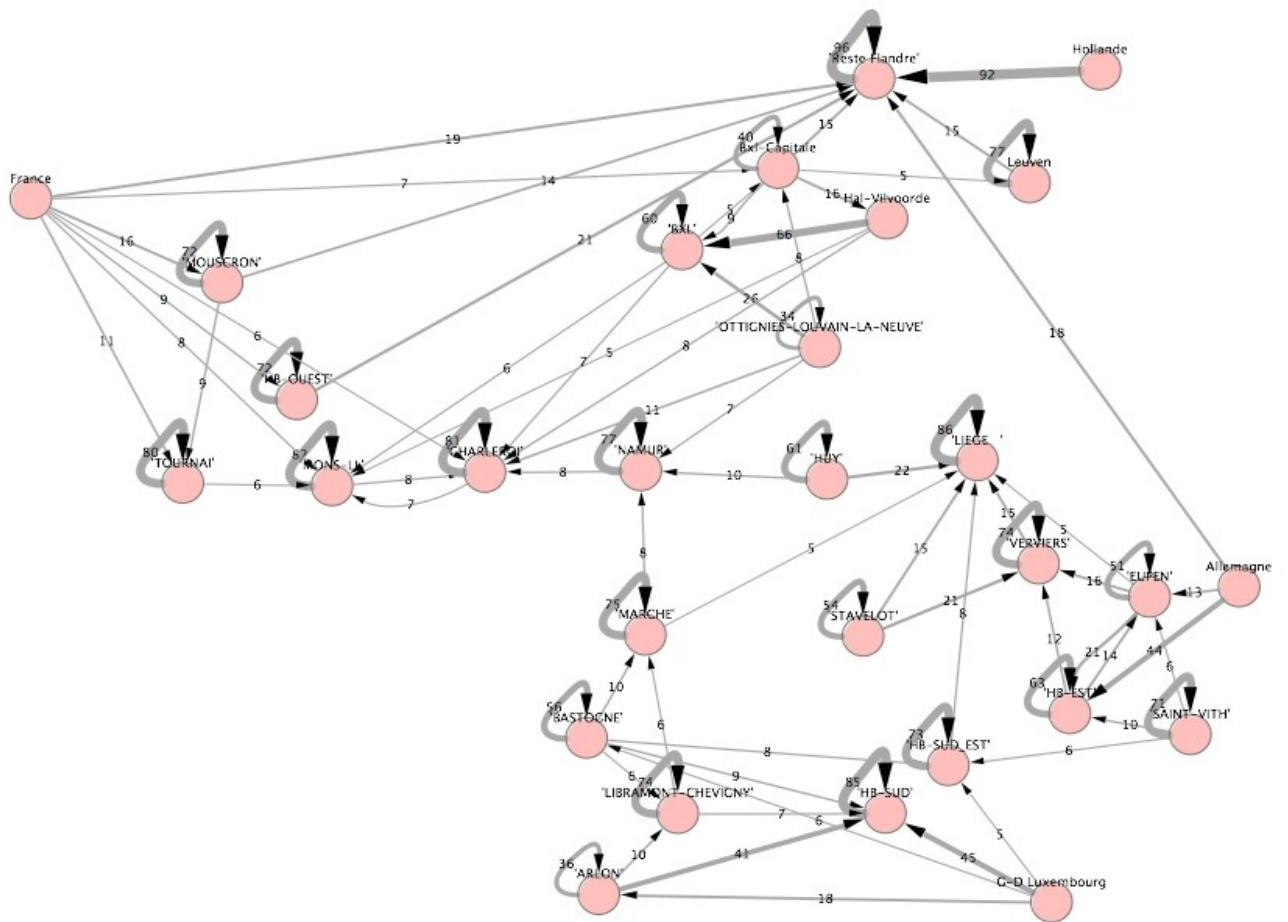 96
'Reste Flandre'
Hollande
92
15
40
Bxl-Capitale
15
77
Leuven
19
France
7
14
5
16
Hal-Vilvoorde
60
'BXL'
5
9
66
21
16
72
'MOUSCRON'
8
26
34
'OTTIGNIES-LOUVAIN-LA-NEUVE'
18
9
11
8
6
5
8
7
6
72
'HB-OUEST'
9
11
7
80
'TOURNAI'
6
'MONS-LL'
8
7
81
'CHARLEROI'
8
77
'NAMUR'
10
61
'HUY'
22
86
'LIEGE '
15
5
74
'VERVIERS'
8
5
15
51
'EUPEN'
16
13
Allemagne
75
'MARCHE'
54
'STAVELOT'
21
8
12
21
14
44
6
63
'HB-EST'
10
71
'SAINT-VITH'
6
10
56
'BASTOGNE'
6
8
73
'HB-SUD_EST'
9
6
74
'LIBRAMONT-CHEVIGNY'
7
6
85
'HB-SUD'
5
10
41
45
36
'ARLON'
18
G-D Luxembourg